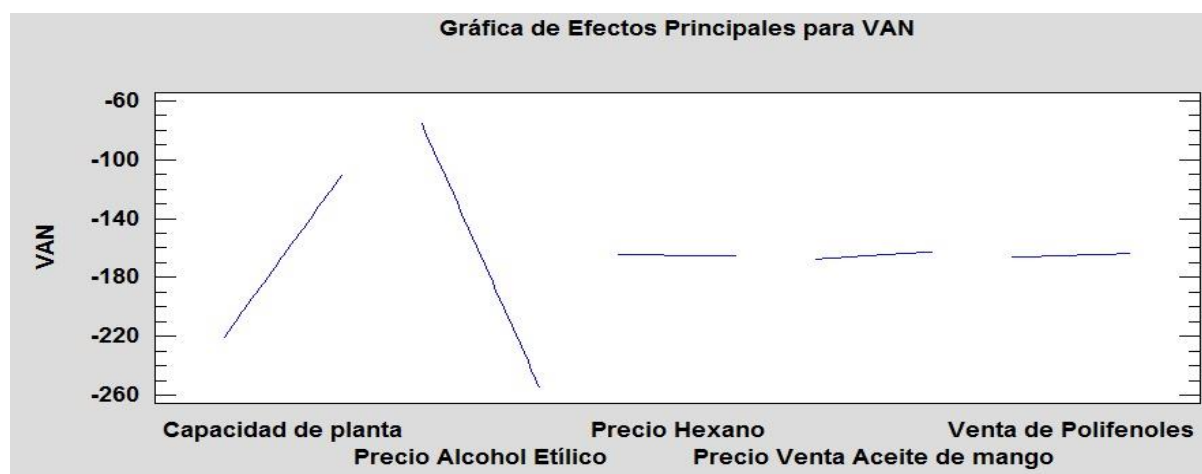 Gráfica de Efectos Principales para VAN
-60
-100
-140
-180
-220
-260
VAN
Capacidad de planta
Precio Hexano
Venta de Polifenoles
Precio Alcohol Etílico
Precio Venta Aceite de mango